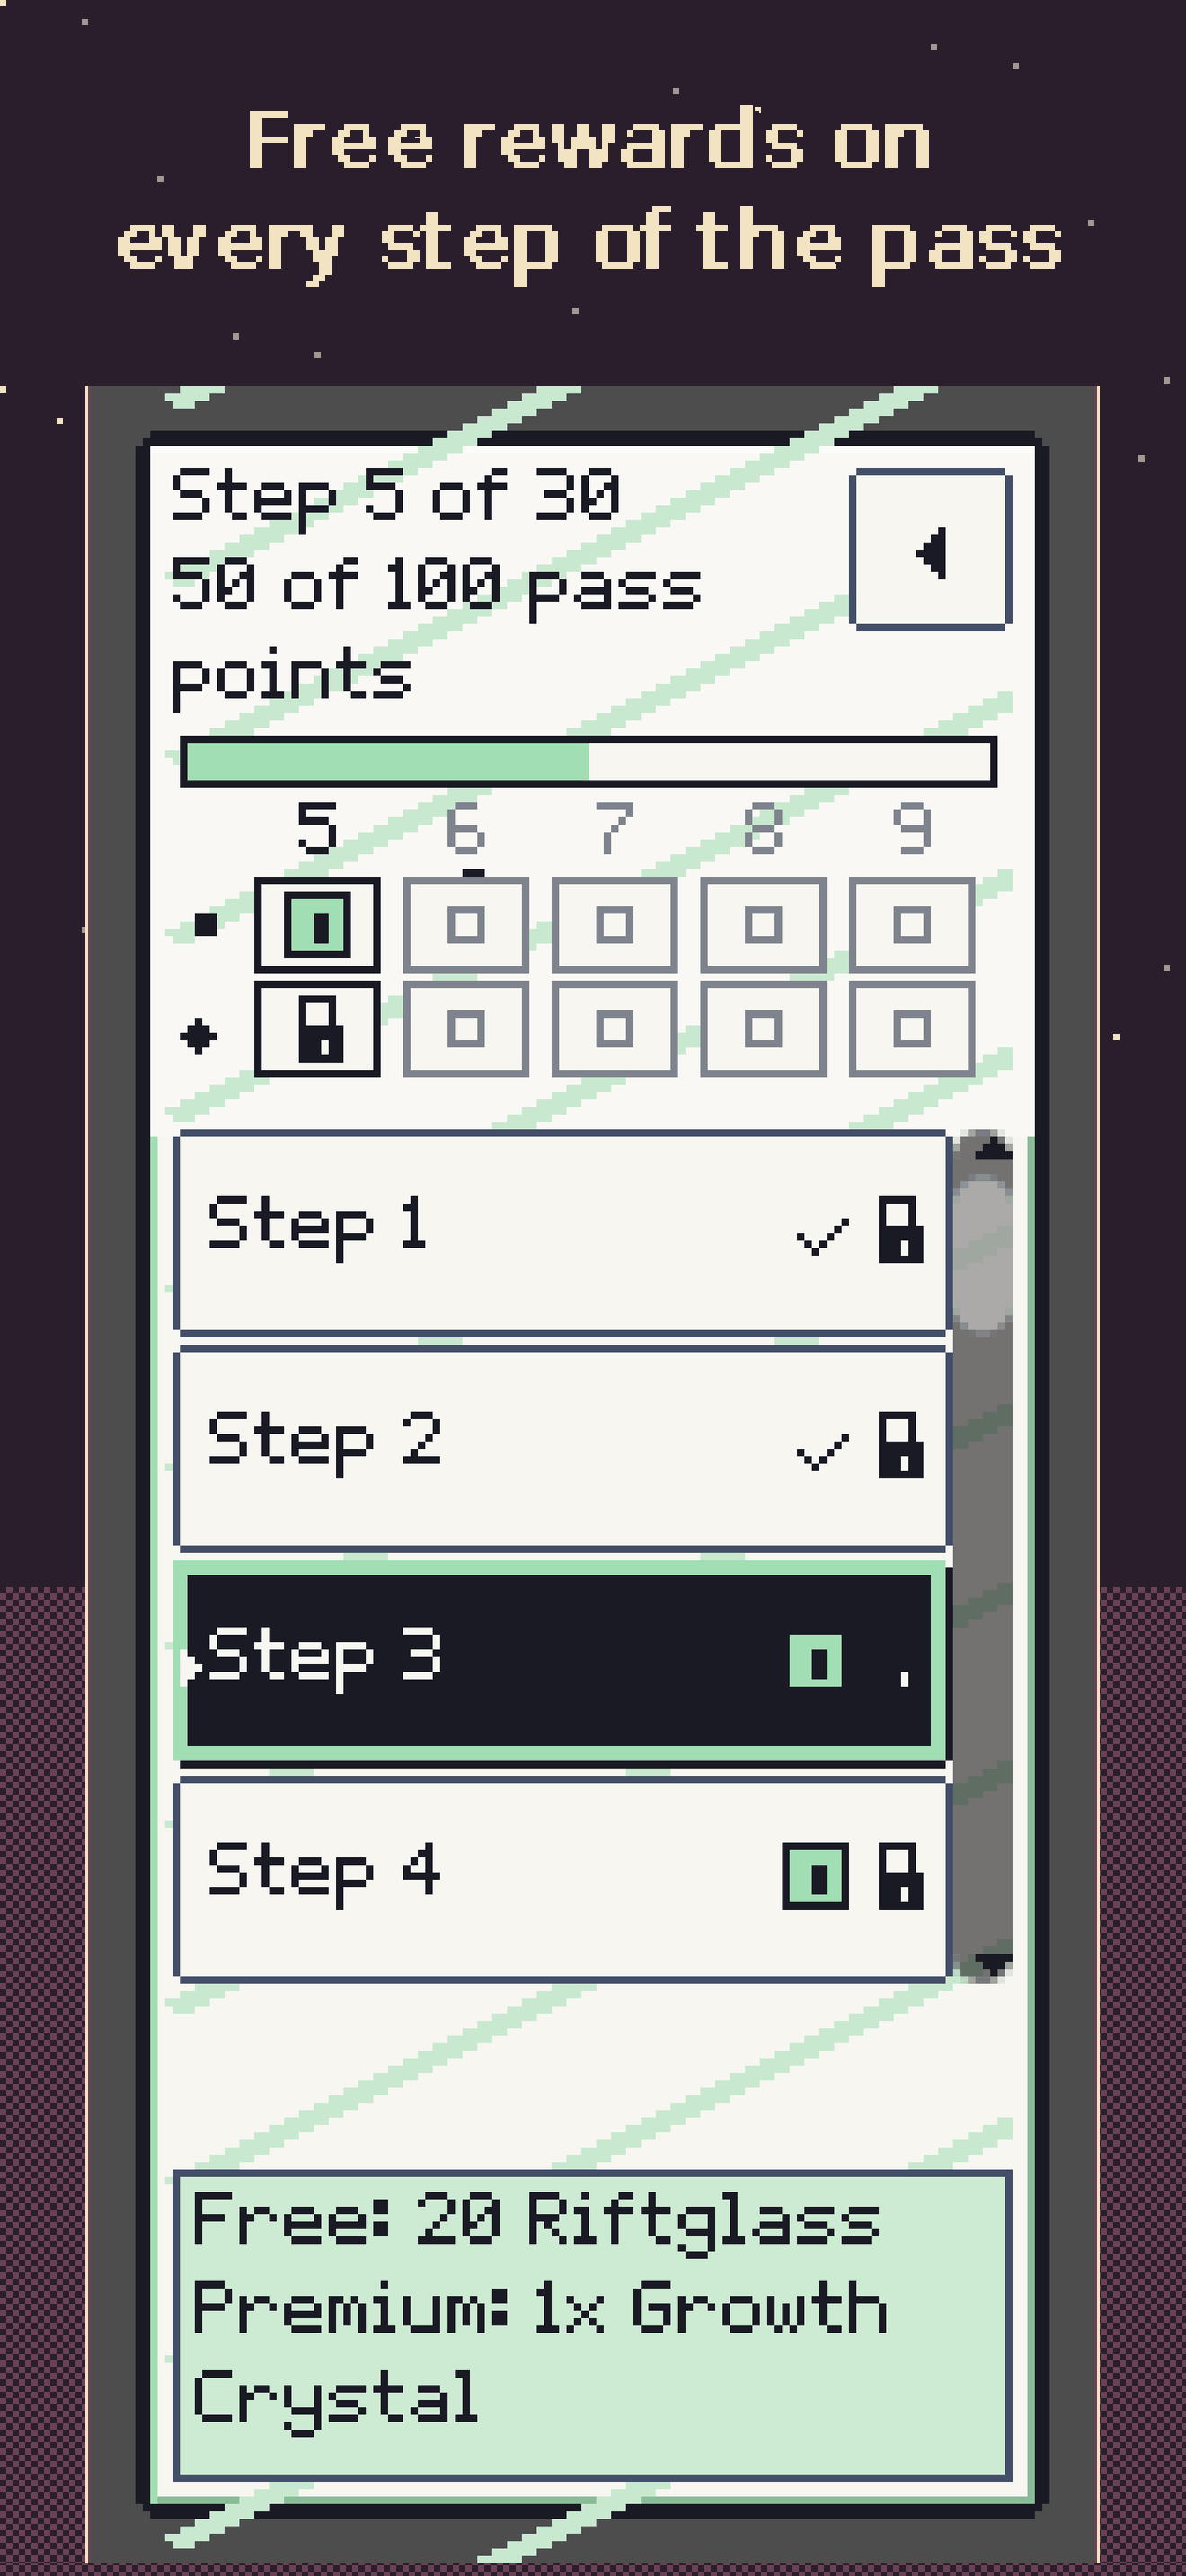 Free rewards on
every step of the pass
Step 5 of 30
50 of 100 pass
points
5 6 7 8 9
Step 1
Step 2
Step 3
Step 4
Free: 20 Riftglass
Premium: 1x Growth
Crystal